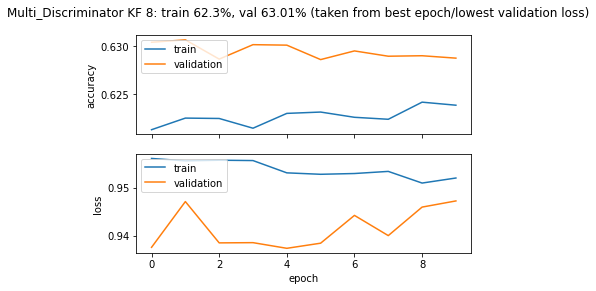 Multi_Discriminator KF 8: train 62.3%, val 63.01% (taken from best epoch/lowest validation loss)
0.630
0.625
accuracy
train
validation
0.95
0.94
loss
train
validation
0 2 4 6 8
epoch